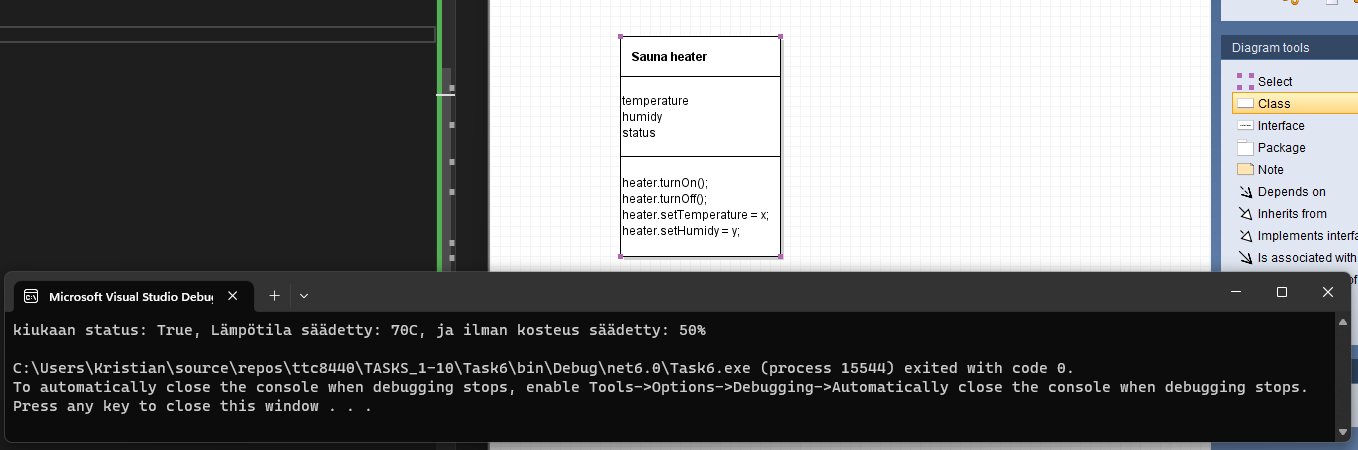 Sauna heater
temperature
humidy
status
heater.turnOn();
heater.turnOff();
heater.setTemperature = x;
heater.setHumidy = y;
Diagram tools
Select
Class
Interface
Package
Note
Depends on
Inherits from
Implements interfa
Is associated with
of
Microsoft Visual Studio Debug
kiukaan status: True, Lämpötila säädetty: 70C, ja ilman kosteus säädetty: 50%
C:\Users\Kristian\source\repos\ttc8440\TASKS_1-10\Task6\bin\Debug\net6.0\Task6.exe (process 15544) exited with code 0.
To automatically close the console when debugging stops, enable Tools->Options->Debugging->Automatically close the console when debugging stops.
Press any key to close this window . . .